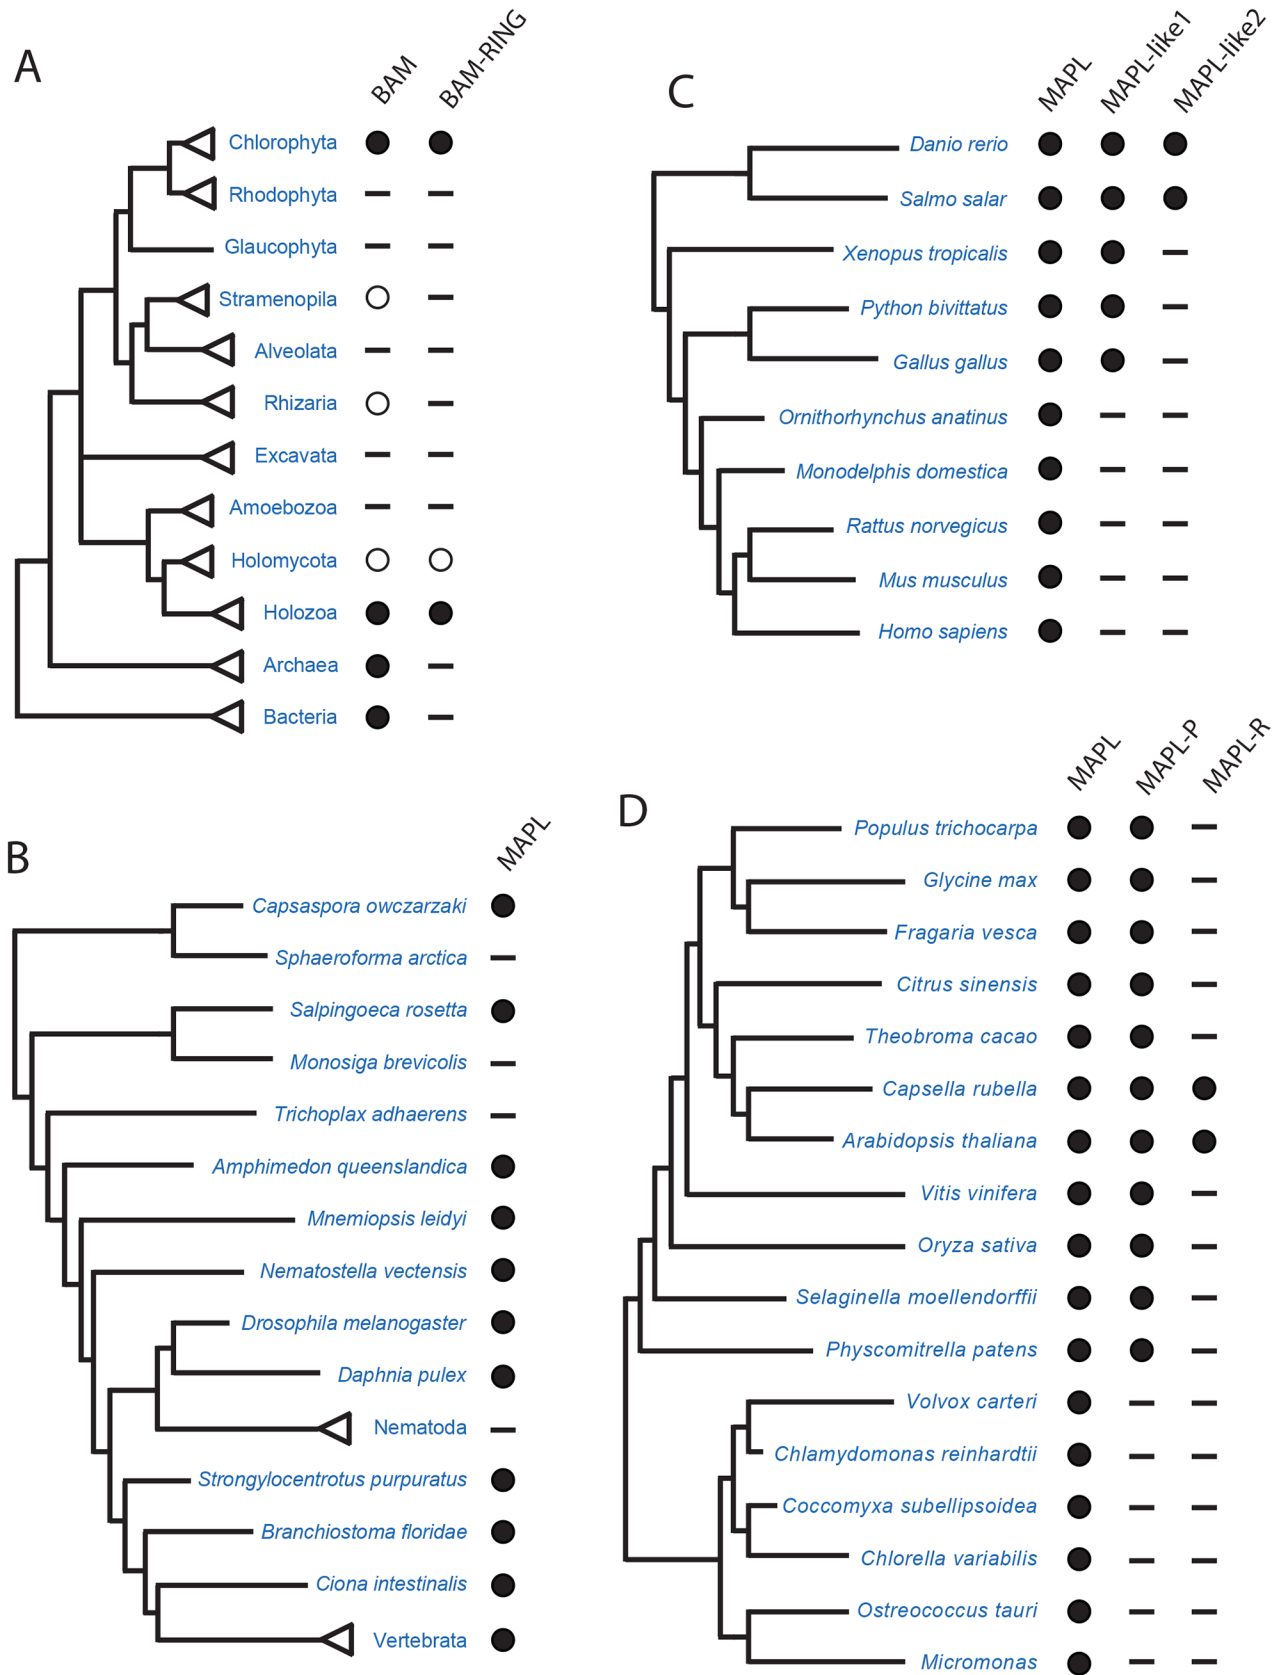 A
BAM
BAM-RING
Chlorophyta
Rhodophyta
Glaucophyta
Stramenopila
Alveolata
Rhizaria
Excavata
Amoebozoa
Holomycota
Holozoa
Archaea
Bacteria
B
MAPL
Capsaspora owczarzaki
Sphaeroforma arctica
Salpingoeca rosetta
Monosiga brevicolis
Trichoplax adhaerens
Amphimedon queenslandica
Mnemiopsis leidyi
Nematostella vectensis
Drosophila melanogaster
Daphnia pulex
Nematoda
Strongylocentrotus purpuratus
Branchiostoma floridae
Ciona intestinalis
Vertebrata
C
MAPL
MAPL-like1
MAPL-like2
Danio rerio
Salmo salar
Xenopus tropicalis
Python bivittatus
Gallus gallus
Ornithorhynchus anatinus
Monodelphis domestica
Rattus norvegicus
Mus musculus
Homo sapiens
D
MAPL
MAPL-P
MAPL-R
Populus trichocarpa
Glycine max
Fragaria vesca
Citrus sinensis
Theobroma cacao
Capsella rubella
Arabidopsis thaliana
Vitis vinifera
Oryza sativa
Selaginella moellendorffii
Physcomitrella patens
Volvox carteri
Chlamydomonas reinhardtii
Coccomyxa subellipsoidea
Chlorella variabilis
Ostreococcus tauri
Micromonas